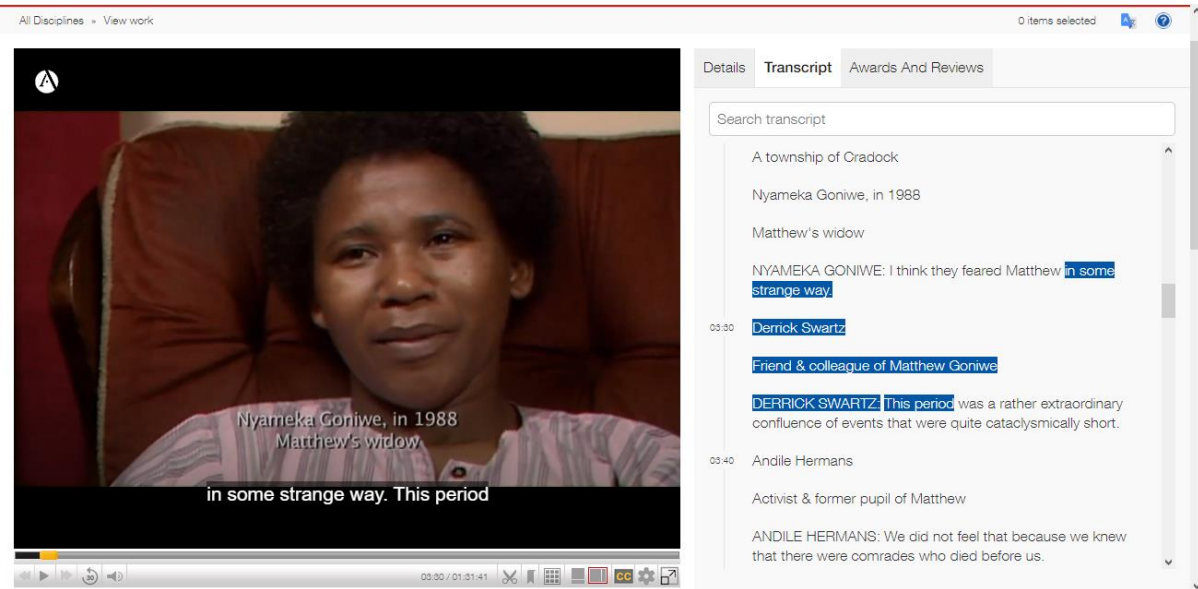 All Disciplines » View work
0 items selected
Details Transcript Awards And Reviews
Search transcript
A township of Cradock
Nyameka Goniwe, in 1988
Matthew's widow
NYAMEKA GONIWE: I think they feared Matthew in some
strange way.
03:30 Derrick Swartz
Friend & colleague of Matthew Goniwe
DERRICK SWARTZ: This period was a rather extraordinary
confluence of events that were quite cataclysmically short.
03:40 Andile Hermans
Activist & former pupil of Matthew
ANDILE HERMANS: We did not feel that because we knew
that there were comrades who died before us.
Nyameka Goniwe, in 1988
Matthew's widow
in some strange way. This period
30
03:30 / 01:31:41
CC